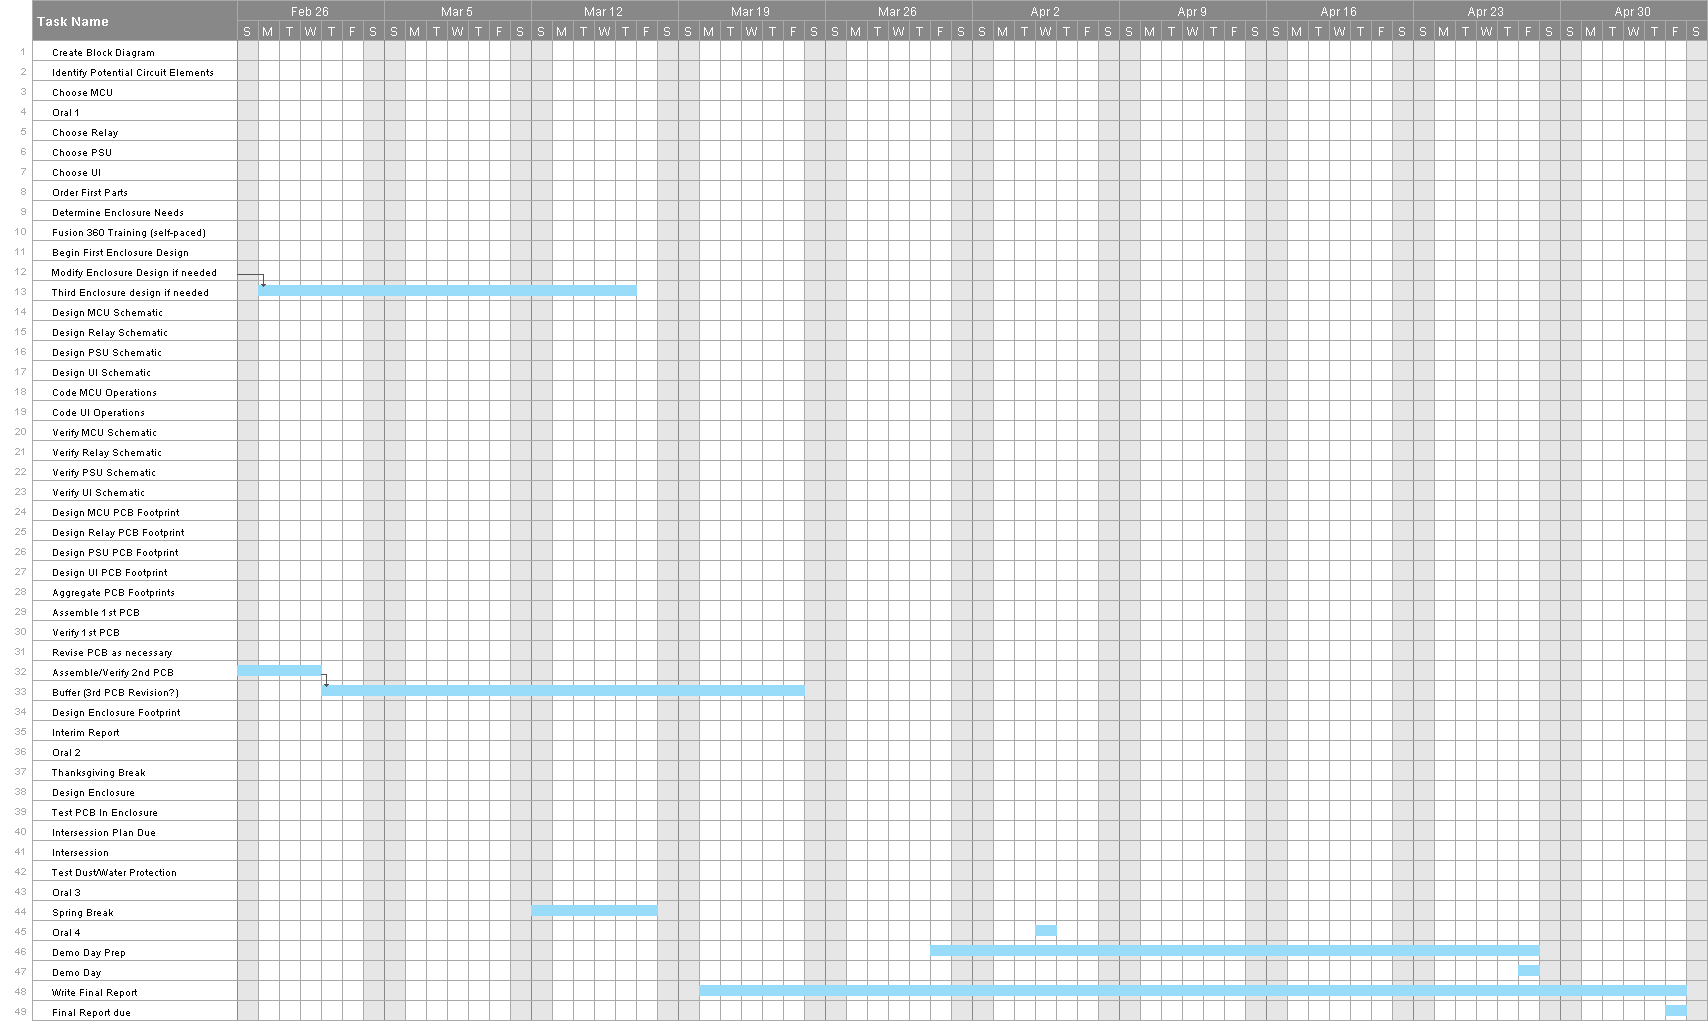 Task Name
Feb 26 Mar 5 Mar 12 Mar 19 Mar 26 Apr 2 Apr 9 Apr 16 Apr 23 Apr 30
S M T W T F S S M T W T F S S M T W T F S S M T W T F S S M T W T F S S M T W T F S S M T W T F S S M T W T F S S M T W T F S S M T W T F S
1 Create Block Diagram
2 Identify Potential Circuit Elements
3 Choose MCU
4 Oral 1
5 Choose Relay
6 Choose PSU
7 Choose UI
8 Order First Parts
9 Determine Enclosure Needs
10 Fusion 360 Training (self-paced)
11 Begin First Enclosure Design
12 Modify Enclosure Design if needed
13 Third Enclosure design if needed
14 Design MCU Schematic
15 Design Relay Schematic
16 Design PSU Schematic
17 Design UI Schematic
18 Code MCU Operations
19 Code UI Operations
20 Verify MCU Schematic
21 Verify Relay Schematic
22 Verify PSU Schematic
23 Verify UI Schematic
24 Design MCU PCB Footprint
25 Design Relay PCB Footprint
26 Design PSU PCB Footprint
27 Design UI PCB Footprint
28 Aggregate PCB Footprints
29 Assemble 1st PCB
30 Verify 1st PCB
31 Revise PCB as necessary
32 Assemble/Verify 2nd PCB
33 Buffer (3rd PCB Revision?)
34 Design Enclosure Footprint
35 Interim Report
36 Oral 2
37 Thanksgiving Break
38 Design Enclosure
39 Test PCB In Enclosure
40 Intersession Plan Due
41 Intersession
42 Test Dust/Water Protection
43 Oral 3
44 Spring Break
45 Oral 4
46 Demo Day Prep
47 Demo Day
48 Write Final Report
49 Final Report due